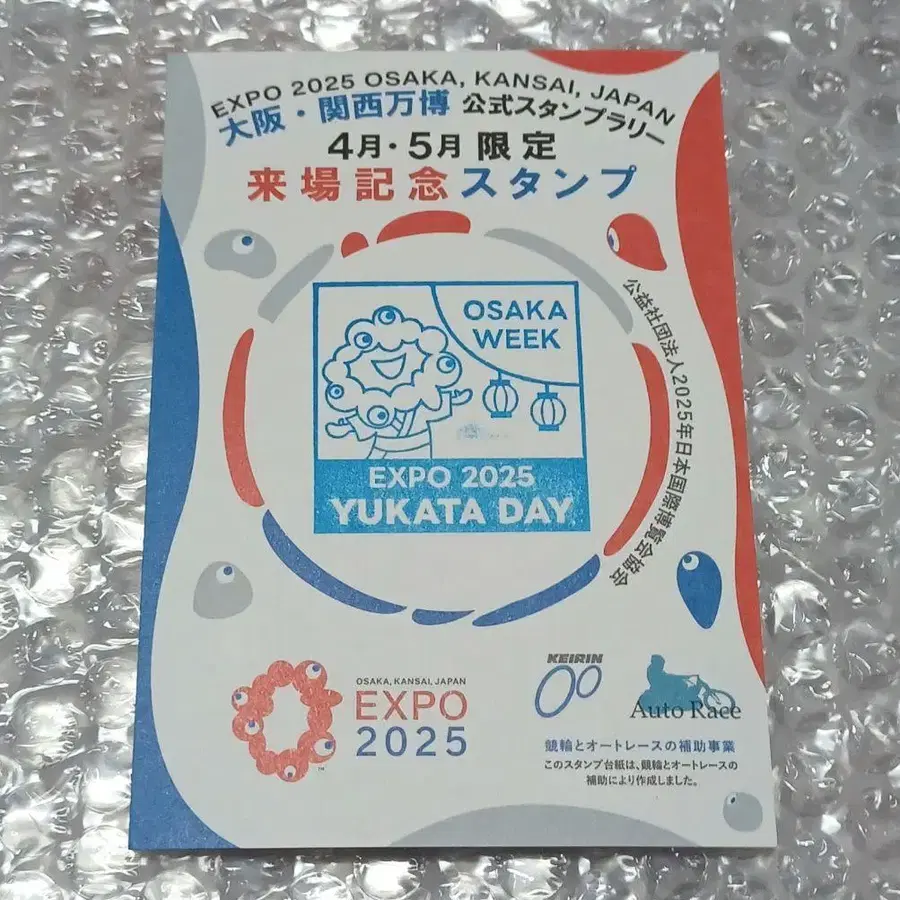 EXPO 2025 OSAKA, KANSAI, JAPAN
大阪・関西万博 公式スタンプラリー
4月・5月 限定
来場記念スタンプ
OSAKA
WEEK
EXPO 2025
YUKATA DAY
公益社団法人2025年日本国際博覧会協会
OSAKA, KANSAI, JAPAN
EXPO
2025
TM
KEIRIN
Auto Race
競輪とオートレースの補助事業
このスタンプ台紙は、競輪とオートレースの
補助により作成しました。